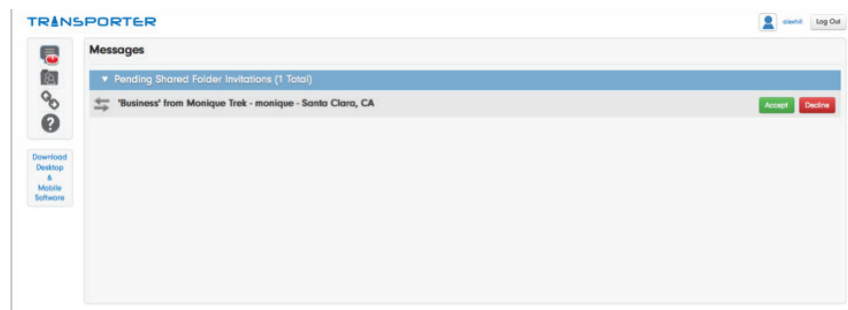 TRANSPORTER
alexhill
Log Out
Messages
▼ Pending Shared Folder Invitations (1 Total)
'Business' from Monique Trek - monique - Santa Clara, CA
Accept
Decline
?
Download
Desktop
&
Mobile
Software